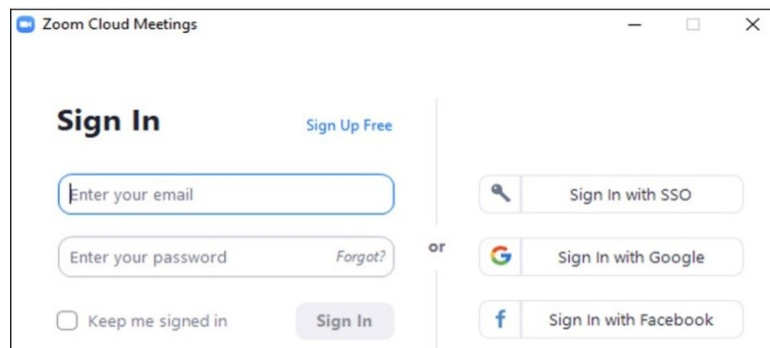 Zoom Cloud Meetings
Sign In
Sign Up Free
Enter your email
Enter your password
Forgot?
Keep me signed in
Sign In
or
Sign In with SSO
Sign In with Google
Sign In with Facebook